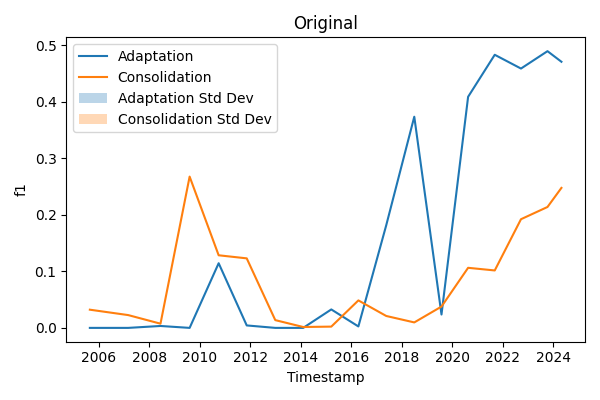 Original
Adaptation
Consolidation
Adaptation Std Dev
Consolidation Std Dev
0.5
0.4
0.3
0.2
0.1
0.0
f1
2006 2008 2010 2012 2014 2016 2018 2020 2022 2024
Timestamp